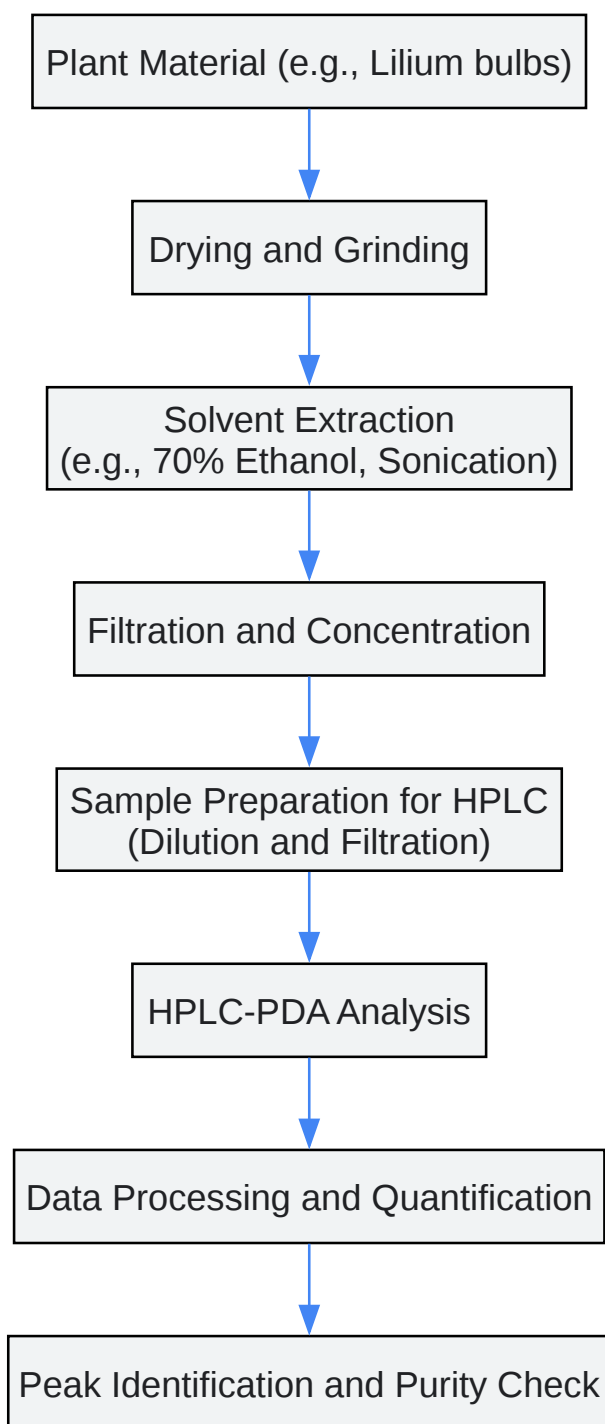 Plant Material (e.g., Lilium bulbs)
Drying and Grinding
Solvent Extraction
(e.g., 70% Ethanol, Sonication)
Filtration and Concentration
Sample Preparation for HPLC
(Dilution and Filtration)
HPLC-PDA Analysis
Data Processing and Quantification
Peak Identification and Purity Check